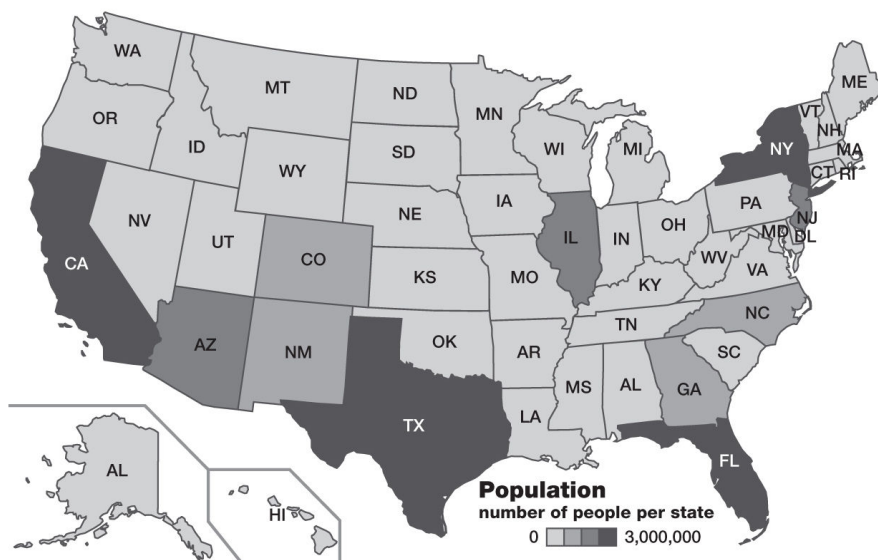 WA
MT
ND
MN
ME
OR
ID
SD
WI
MI
VT
NH
NY
MA
CT
RI
WY
IA
NE
PA
NJ
NV
UT
CO
IL
IN
OH
MD
DL
CA
KS
MO
WV
VA
KY
AZ
NM
OK
AR
TN
NC
SC
MS
AL
GA
TX
LA
FL
AL
HI
Population
number of people per state
0 3,000,000